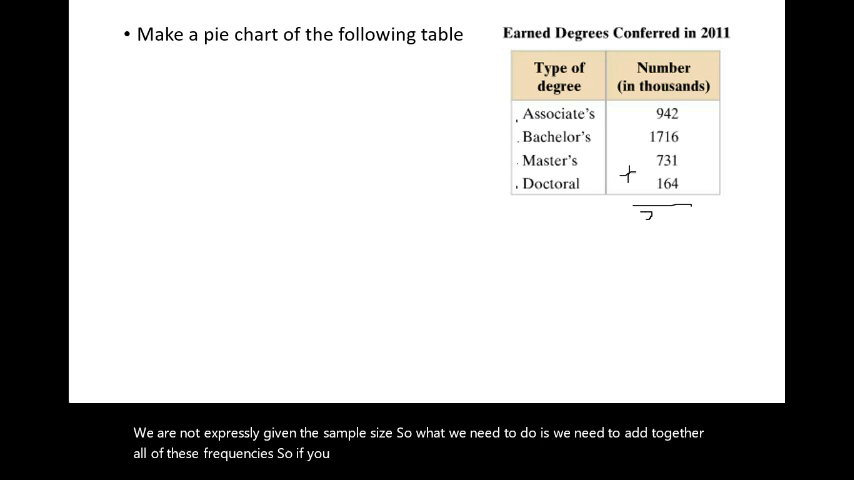 • Make a pie chart of the following table
Earned Degrees Conferred in 2011
Type of degree Number (in thousands)
Associate's 942
Bachelor's 1716
Master's 731
Doctoral + 164
We are not expressly given the sample size So what we need to do is we need to add together
all of these frequencies So if you